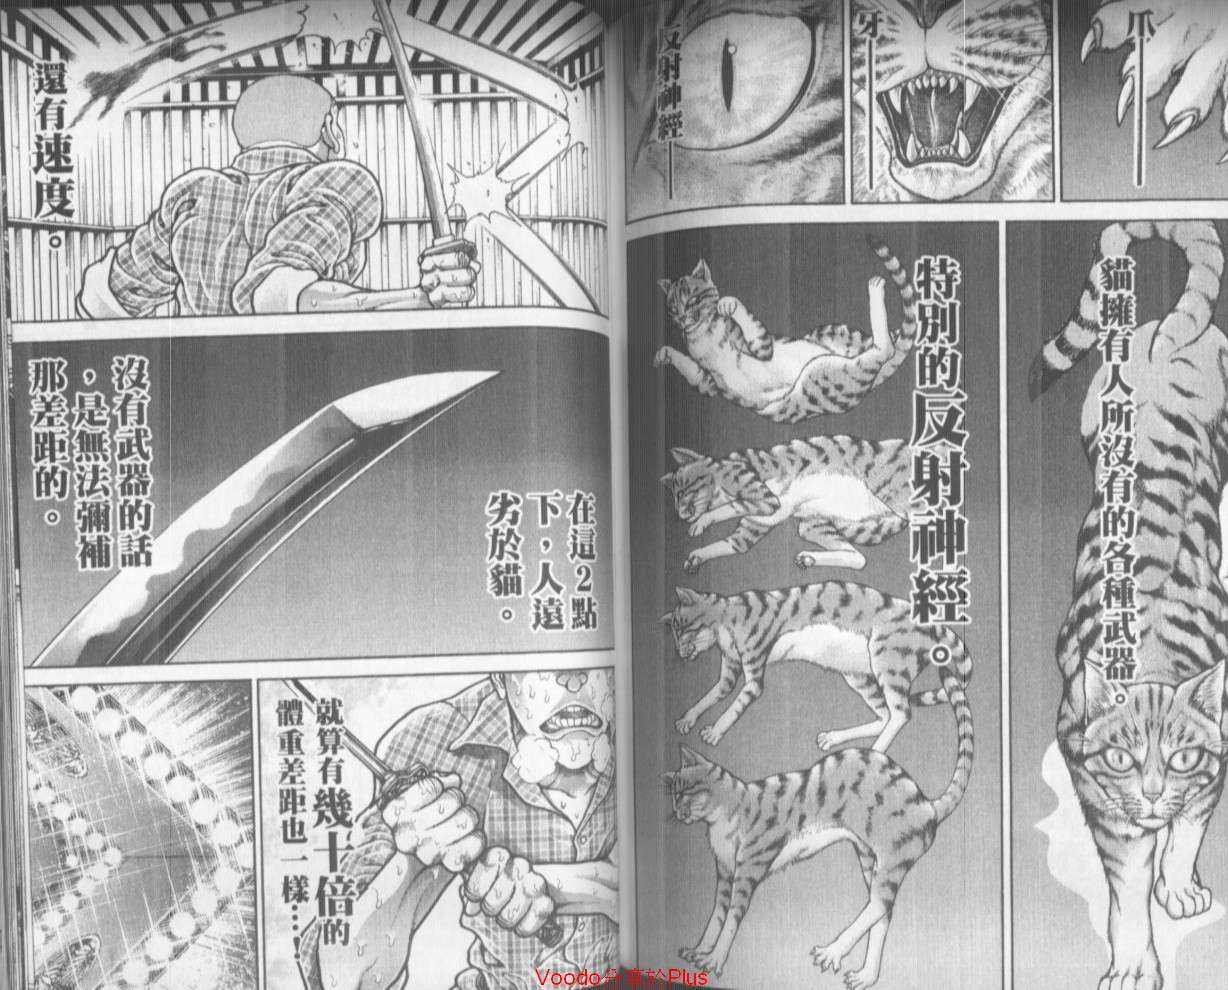 爪
牙
反射神經
貓擁有人所沒有的各種武器。
特別的反射神經。
還有速度。
在這2點
下，人遠
劣於貓。
沒有武器的話
，是無法彌補
那差距的。
就算有幾十倍的
體重差距也一樣…！
Voodo分享於Plus